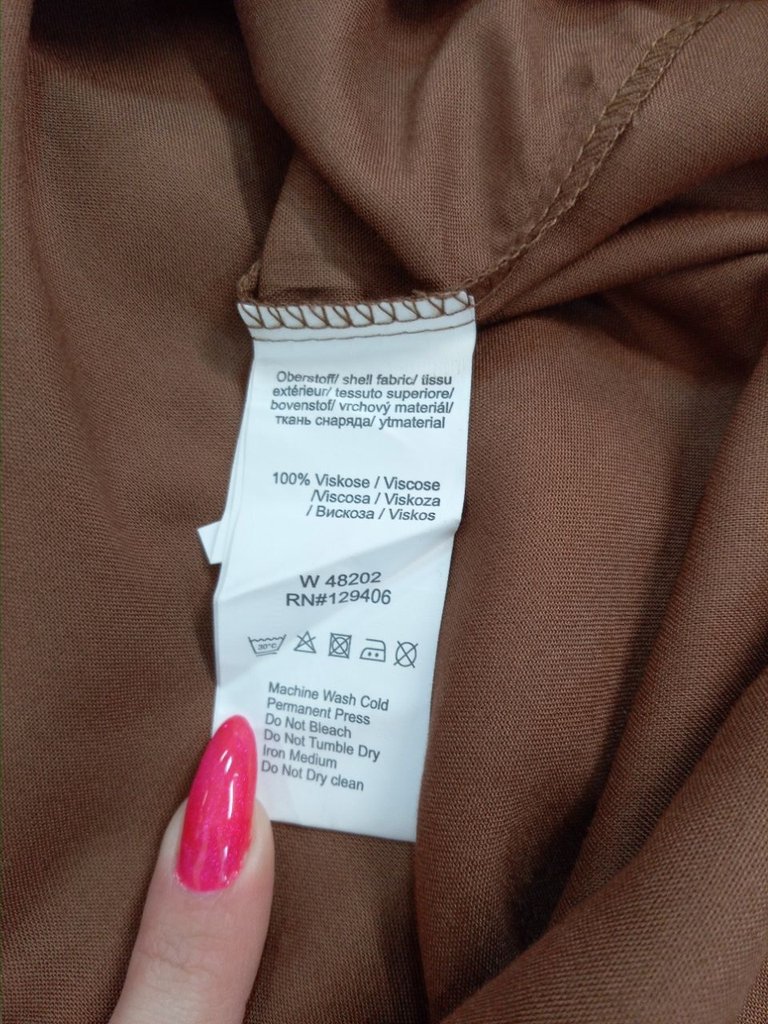 Oberstoff/ shell fabric/ tissu
extérieur/ tessuto superiore/
bovenstof/ vrchový materiál/
ткань снаряда/ ytmaterial
100% Viskose / Viscose
/Viscosa / Viskoza
/ Вискоза / Viskos
W 48202
RN#129406
30°C
Machine Wash Cold
Permanent Press
Do Not Bleach
Do Not Tumble Dry
Iron Medium
Do Not Dry clean